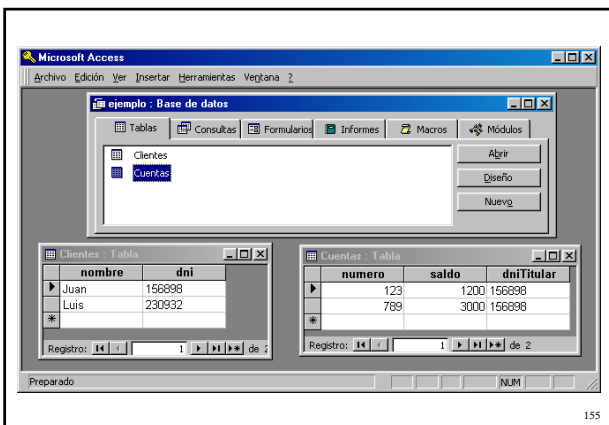 Microsoft Access
Archivo Edición Ver Insertar Herramientas Ventana ?
ejemplo : Base de datos
Tablas Consultas Formularios Informes Macros Módulos
Clientes
Cuentas
Abrir
Diseño
Nuevo
Clientes : Tabla
nombre dni
Juan 156898
Luis 230932
Registro: 1 de 2
Cuentas : Tabla
numero saldo dniTitular
123 1200 156898
789 3000 156898
Registro: 1 de 2
Preparado NUM
155